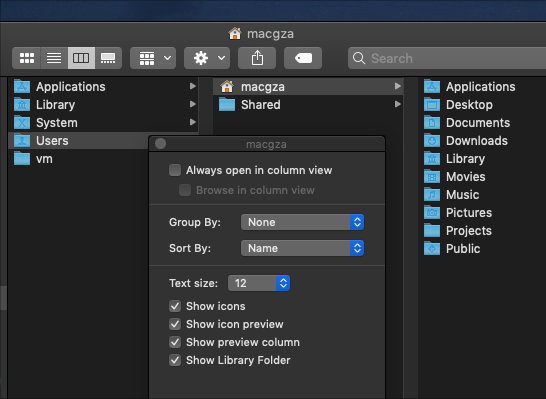 macgza
Search
Applications
Library
System
Users
vm
macgza
Shared
Applications
Desktop
Documents
Downloads
Library
Movies
Music
Pictures
Projects
Public
macgza
Always open in column view
Browse in column view
Group By: None
Sort By: Name
Text size: 12
Show icons
Show icon preview
Show preview column
Show Library Folder